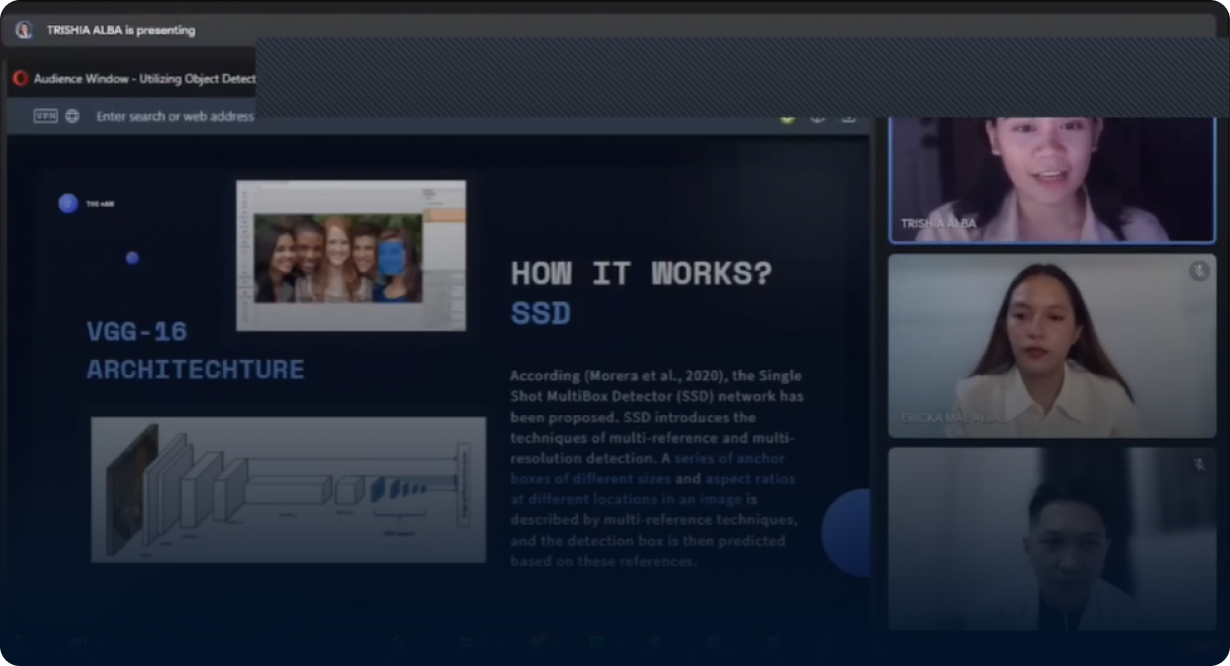 TRISHIA ALBA is presenting
Audience Window - Utilizing Object Detect
VPN
Enter search or web address
VGG-16
ARCHITECHTURE
HOW IT WORKS?
SSD
According (Morera et al., 2020), the Single
Shot MultiBox Detector (SSD) network has
been proposed. SSD introduces the
techniques of multi-reference and multi-
resolution detection. A series of anchor
boxes of different sizes and aspect ratios
at different locations in an image is
described by multi-reference techniques,
and the detection box is then predicted
based on these references.
TRISHIA ALBA
ERICKA MAE